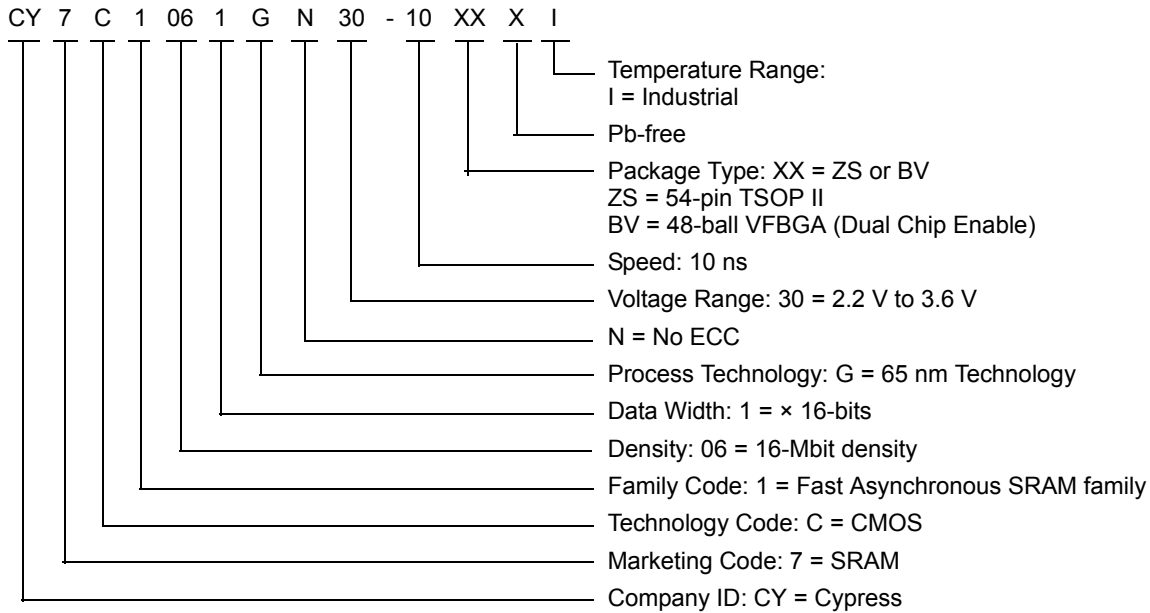 CY 7 C 1 06 1 G N 30 - 10 XX X I
Temperature Range:
I = Industrial
Pb-free
Package Type: XX = ZS or BV
ZS = 54-pin TSOP II
BV = 48-ball VFBGA (Dual Chip Enable)
Speed: 10 ns
Voltage Range: 30 = 2.2 V to 3.6 V
N = No ECC
Process Technology: G = 65 nm Technology
Data Width: 1 = × 16-bits
Density: 06 = 16-Mbit density
Family Code: 1 = Fast Asynchronous SRAM family
Technology Code: C = CMOS
Marketing Code: 7 = SRAM
Company ID: CY = Cypress